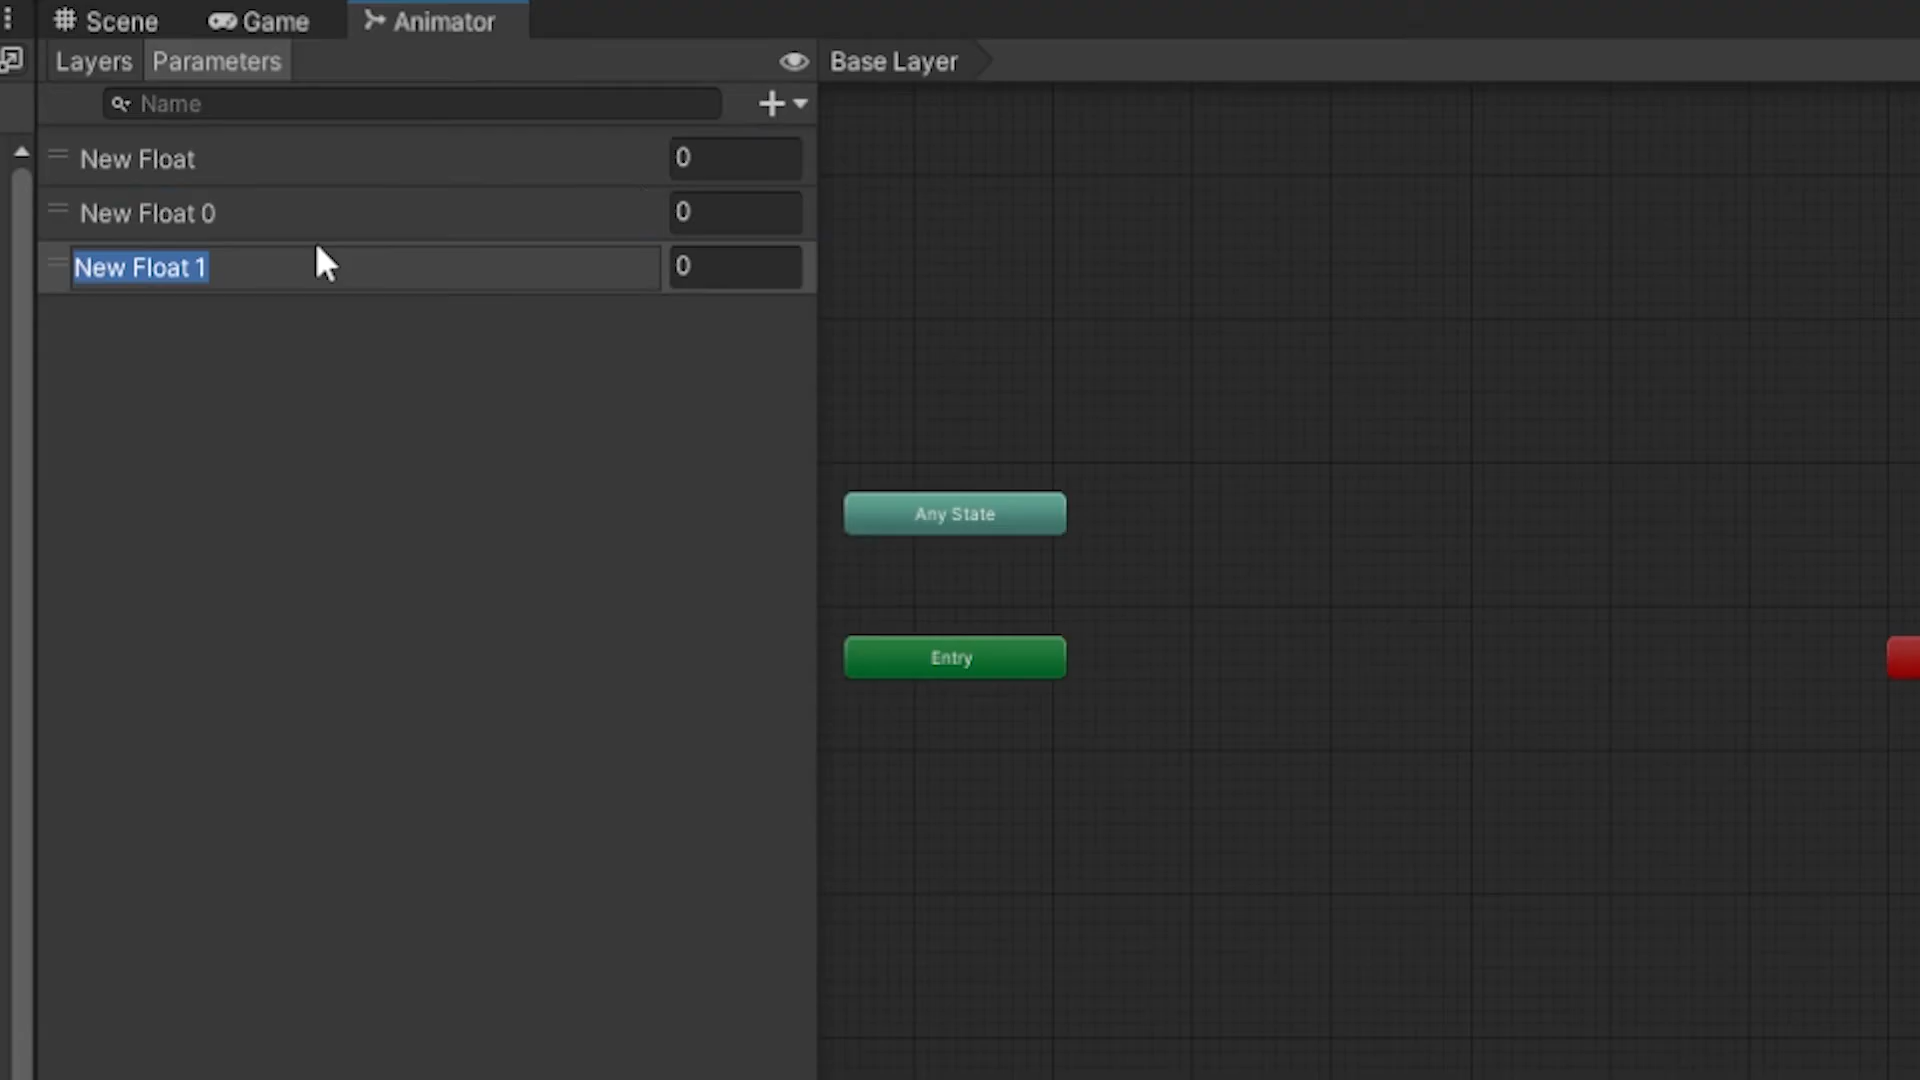 Scene Game Animator
Layers Parameters Base Layer
Name
New Float 0
New Float 0 0
New Float 1 0
Any State
Entry